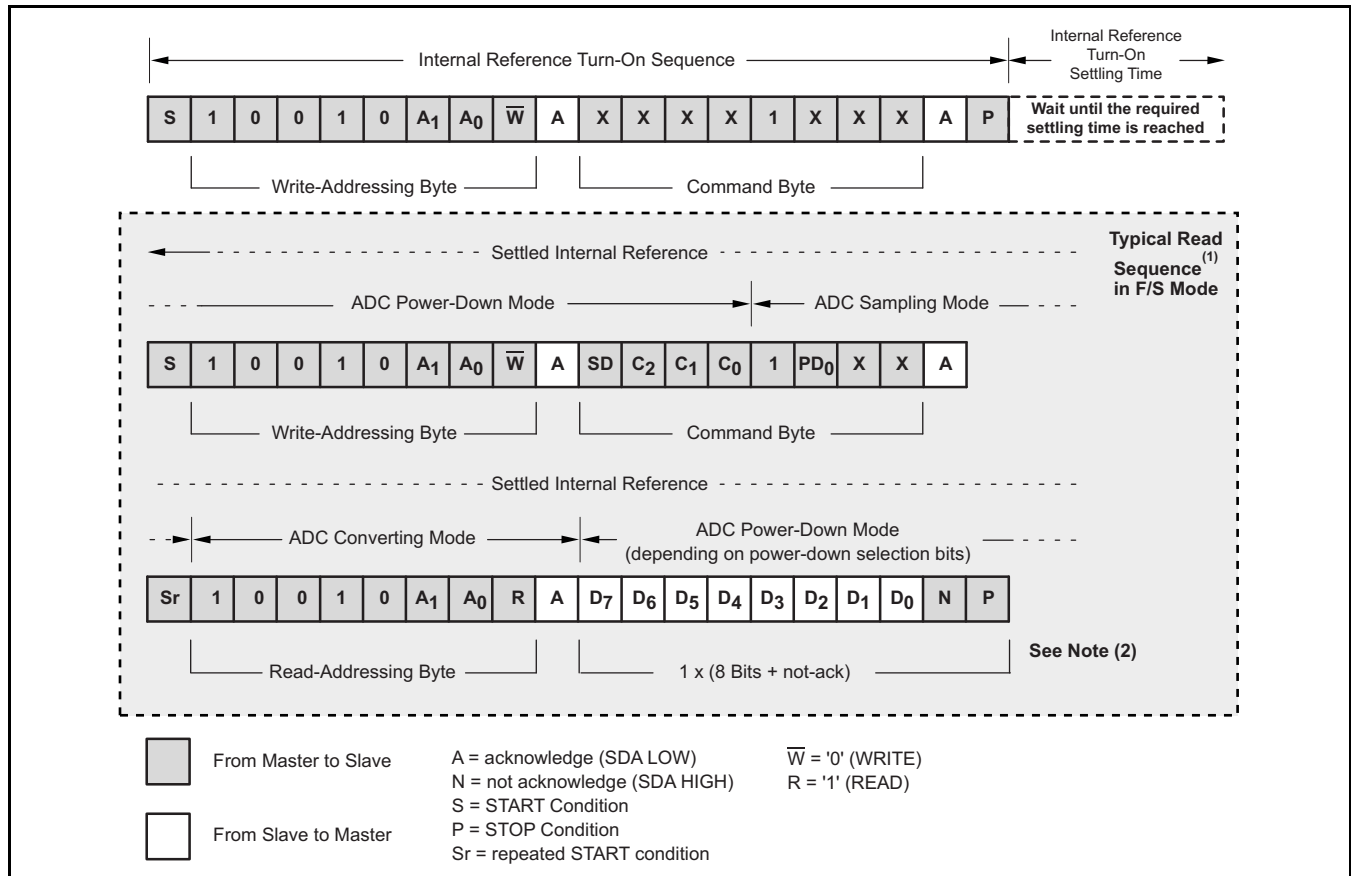 Internal Reference Turn-On Sequence
Internal Reference
Turn-On
Settling Time
S 1 0 0 1 0 A1 A0 W̅ A X X X X 1 X X X A P
Wait until the required
settling time is reached
Write-Addressing Byte Command Byte
Settled Internal Reference
Typical Read
Sequence(1)
in F/S Mode
ADC Power-Down Mode ADC Sampling Mode
S 1 0 0 1 0 A1 A0 W̅ A SD C2 C1 C0 1 PD0 X X A
Write-Addressing Byte Command Byte
Settled Internal Reference
ADC Converting Mode
ADC Power-Down Mode
(depending on power-down selection bits)
Sr 1 0 0 1 0 A1 A0 R A D7 D6 D5 D4 D3 D2 D1 D0 N P
Read-Addressing Byte 1 x (8 Bits + not-ack)
See Note (2)
From Master to Slave
From Slave to Master
A = acknowledge (SDA LOW)
N = not acknowledge (SDA HIGH)
S = START Condition
P = STOP Condition
Sr = repeated START condition
W̅ = '0' (WRITE)
R = '1' (READ)